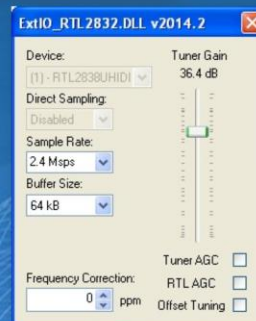 ExtIO_RTL2832.DLL v2014.2
Device:
(1) - RTL2838UHIDI
Direct Sampling:
Disabled
Sample Rate:
2.4 Msps
Buffer Size:
64 kB
Frequency Correction:
0 ppm
Tuner Gain
36.4 dB
Tuner AGC
RTL AGC
Offset Tuning